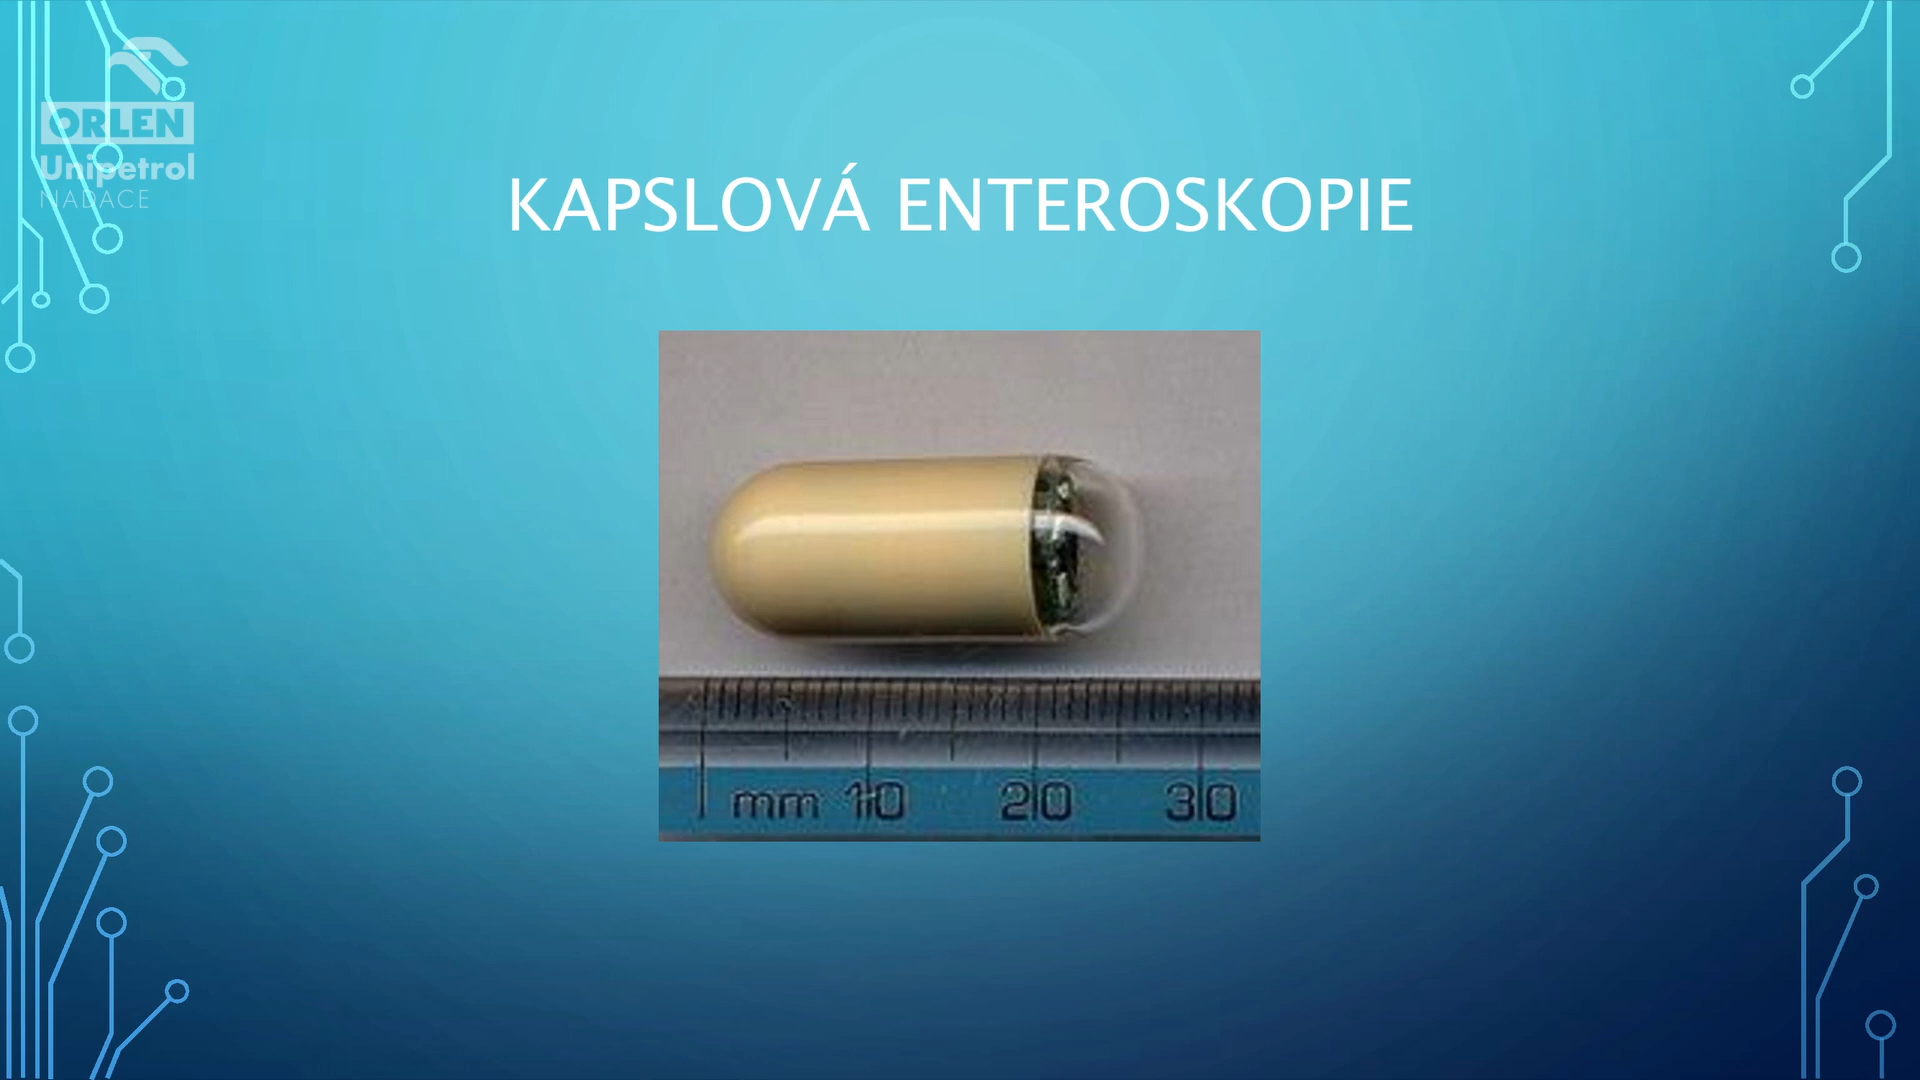 ORLEN
Unipetrol
NADACE
KAPSLOVÁ ENTEROSKOPIE
mm 10 20 30